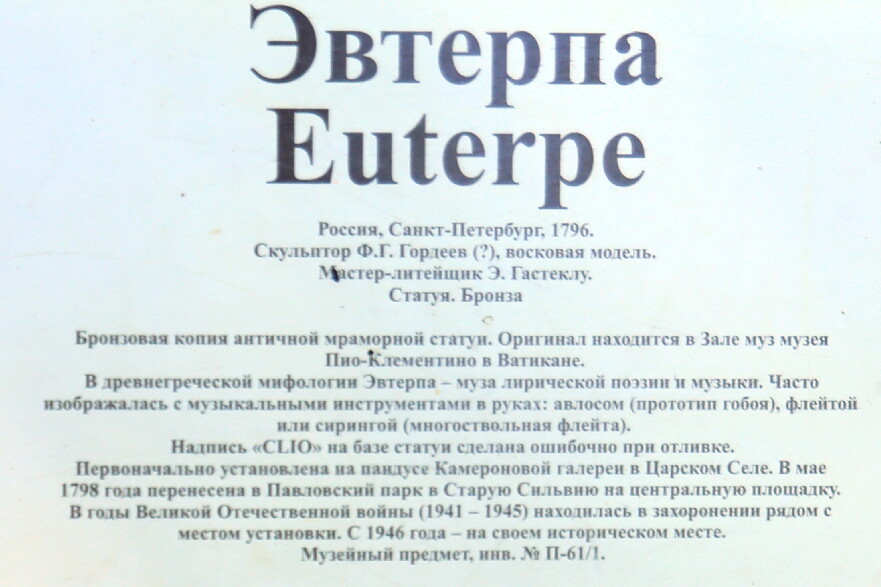 Эвтерпа
Euterpe
Россия, Санкт-Петербург, 1796.
Скульптор Ф.Г. Гордеев (?), восковая модель.
Мастер-литейщик Э. Гастеклу.
Статуя. Бронза
Бронзовая копия античной мраморной статуи. Оригинал находится в Зале муз музея
Пио-Клементино в Ватикане.
В древнегреческой мифологии Эвтерпа – муза лирической поэзии и музыки. Часто
изображалась с музыкальными инструментами в руках: авлосом (прототип гобоя), флейтой
или сирингой (многоствольная флейта).
Надпись «CLIO» на базе статуи сделана ошибочно при отливке.
Первоначально установлена на пандусе Камероновой галереи в Царском Селе. В мае
1798 года перенесена в Павловский парк в Старую Сильвию на центральную площадку.
В годы Великой Отечественной войны (1941 – 1945) находилась в захоронении рядом с
местом установки. С 1946 года – на своем историческом месте.
Музейный предмет, инв. № П-61/1.